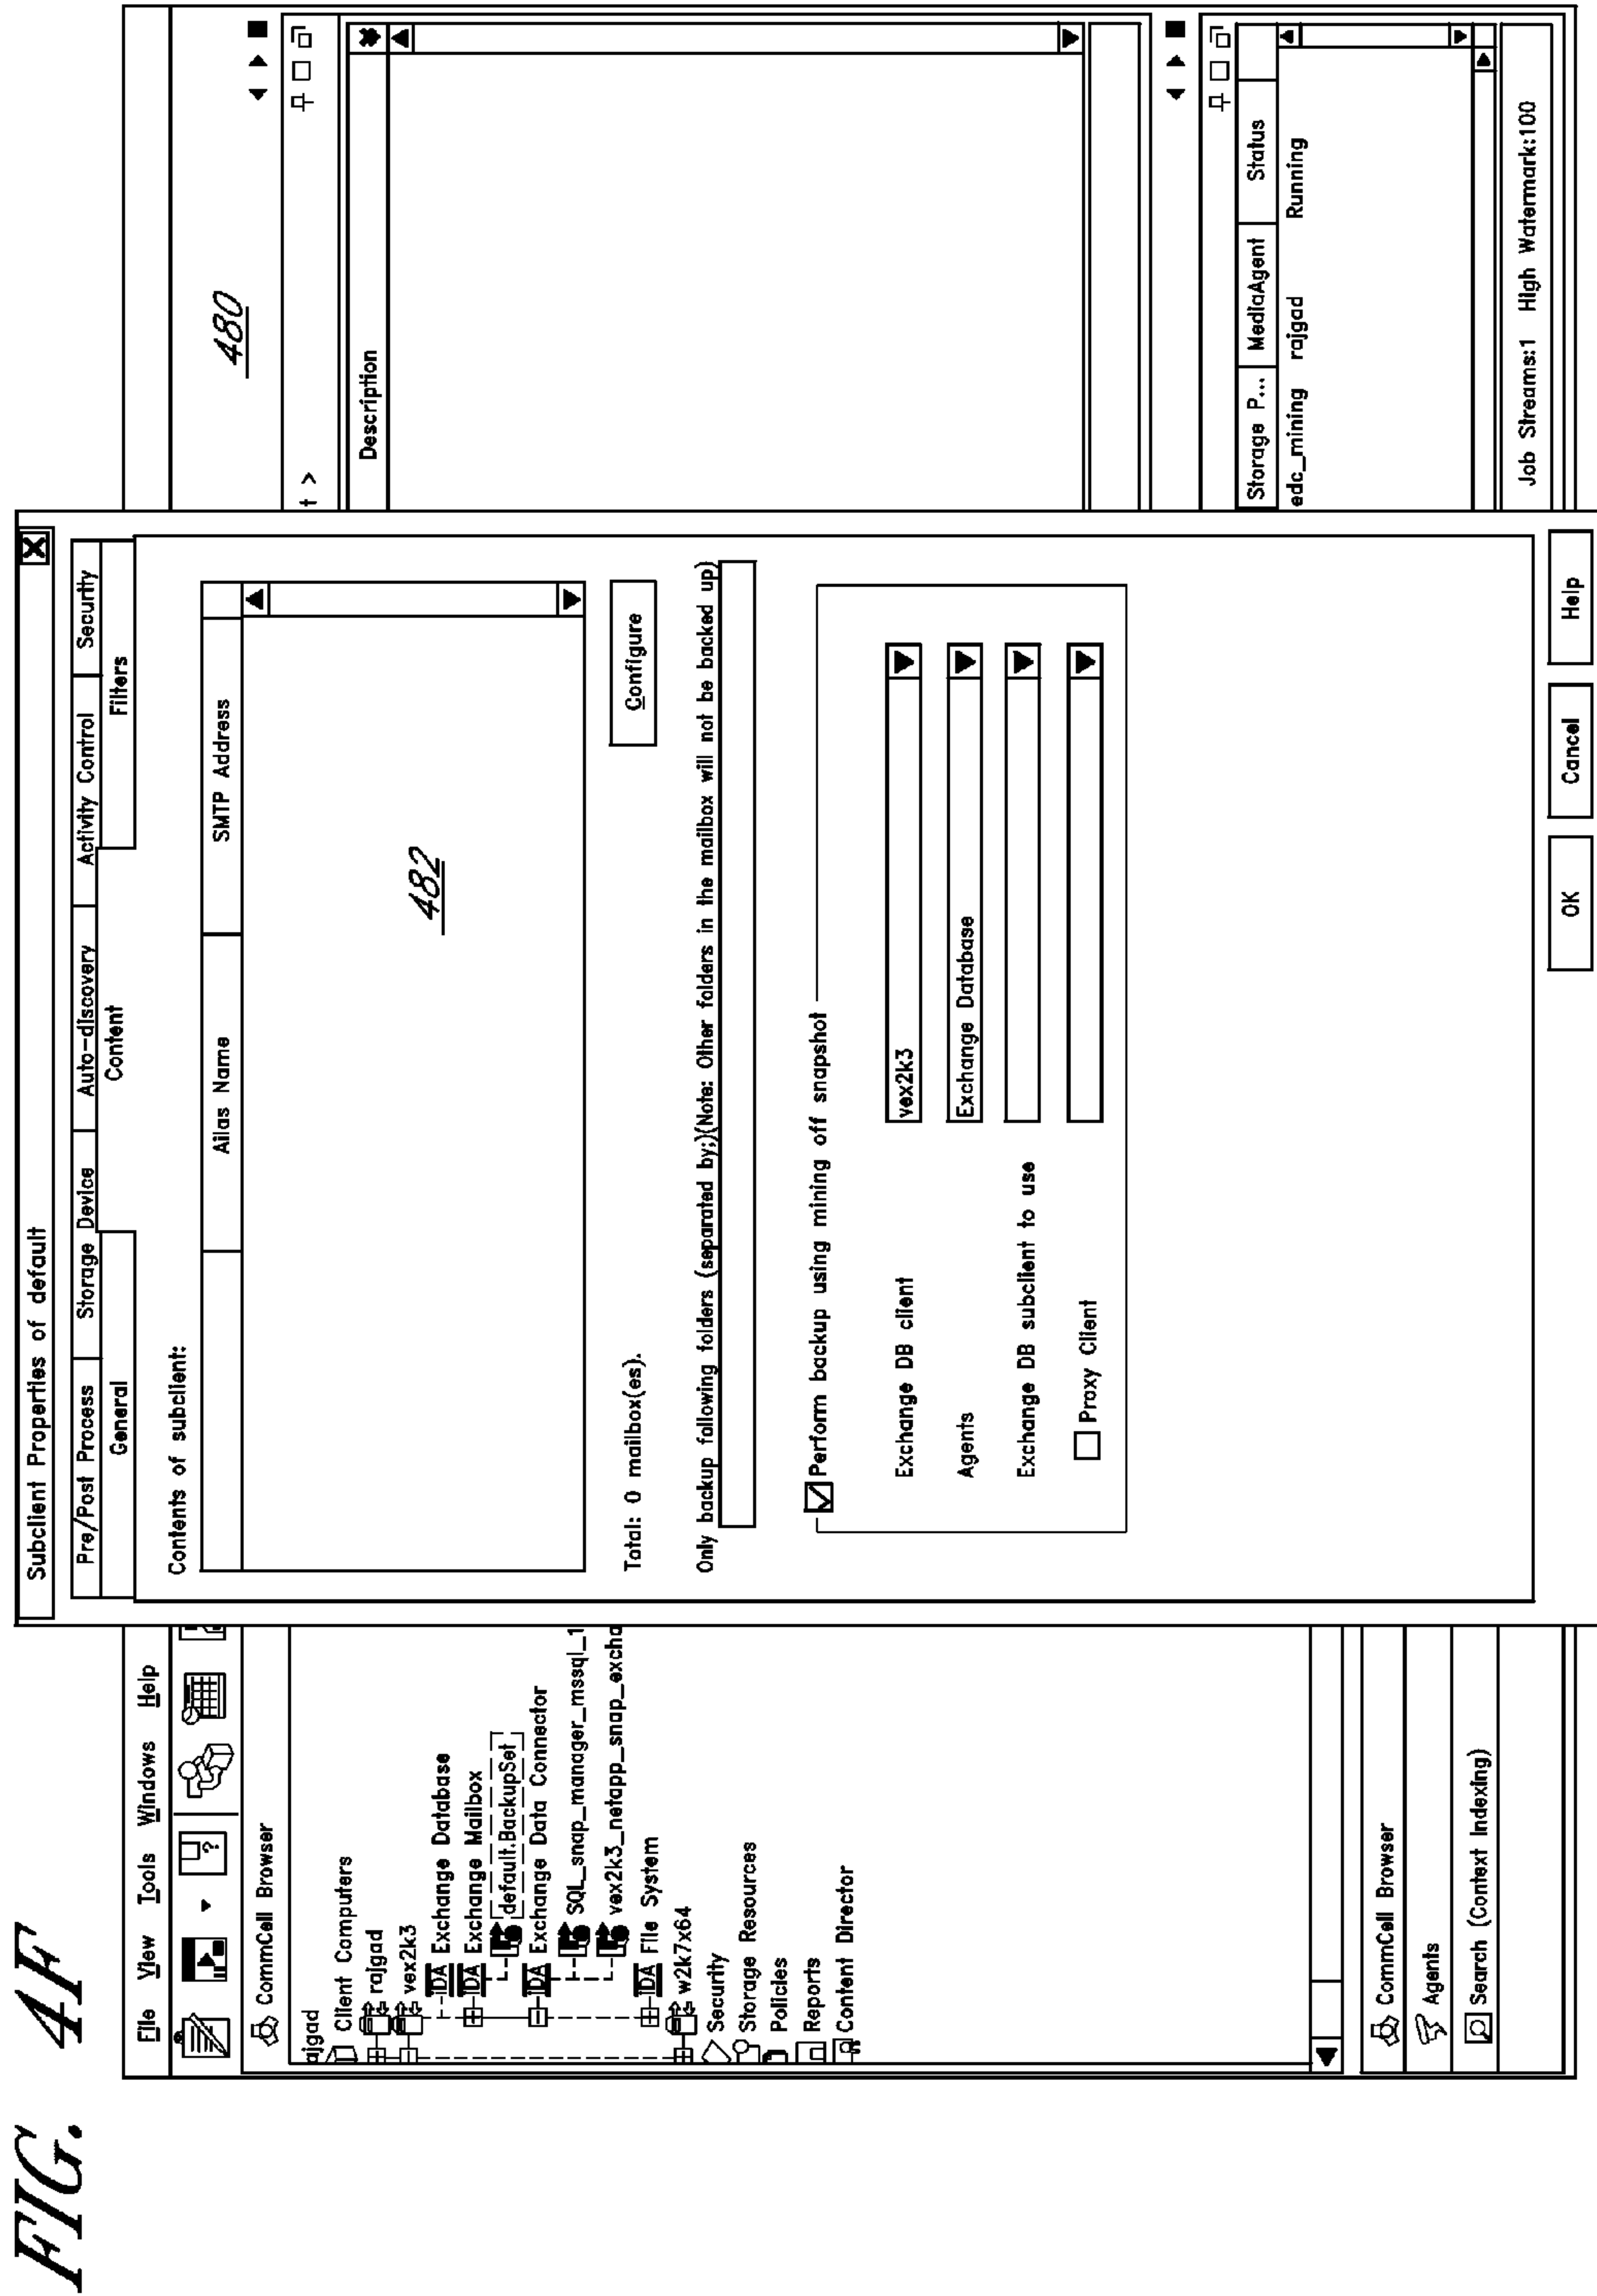 FIG. 4F
File View Tools Windows Help
CommCell Browser
ajgad
Client Computers
rajgad
vex2k3
iDA Exchange Database
iDA Exchange Mailbox
default.BackupSet
iDA Exchange Data Connector
SQL_snap_manager_mssql_1
vex2k3_netapp_snap_excha
iDA File System
w2k7x64
Security
Storage Resources
Policies
Reports
Content Director
CommCell Browser
Agents
Search (Context Indexing)
Subclient Properties of default
Pre/Post Process Storage Device Auto-discovery Activity Control Security
General Content Filters
Contents of subclient:
Ailas Name SMTP Address
482
Total: 0 mailbox(es).
Configure
Only backup following folders (separated by;)(Note: Other folders in the mailbox will not be backed up)
Perform backup using mining off snapshot
Exchange DB client vex2k3
Agents Exchange Database
Exchange DB subclient to use
Proxy Client
OK Cancel Help
480
t >
Description
Storage P... MediaAgent Status
edc_mining rajgad Running
Job Streams:1 High Watermark:100